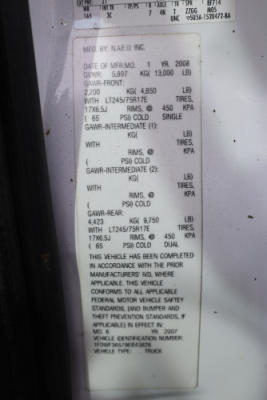 MFD. BY: N.A.E.O. INC.
DATE OF MFR:MO. 1 YR. 2008
GVWR: 5,897 KG( 13,000 LB)
GAWR-FRONT:
2,200 KG( 4,850 LB)
WITH LT245/75R17E TIRES,
17X6.5J RIMS, @ 450 KPA
( 65 PSI) COLD SINGLE
GAWR-INTERMEDIATE (1):
KG( LB)
WITH TIRES,
RIMS, @ KPA
( PSI) COLD
GAWR-INTERMEDIATE (2):
KG( LB)
WITH TIRES,
RIMS, @ KPA
( PSI) COLD
GAWR-REAR:
4,423 KG( 9,750 LB)
WITH LT245/75R17E TIRES,
17X6.5J RIMS, @ 450 KPA
( 65 PSI) COLD DUAL
THIS VEHICLE HAS BEEN COMPLETED
IN ACCORDANCE WITH THE PRIOR
MANUFACTURERS' IVD, WHERE
APPLICABLE. THIS VEHICLE
CONFORMS TO ALL APPLICABLE
FEDERAL MOTOR VEHICLE SAFTEY
STANDARDS, [AND BUMPER AND
THEFT PREVENTION STANDARDS, IF
APPLICABLE] IN EFFECT IN:
MO. 6 YR. 2007
VEHICLE IDENTIFICATION NUMBER:
VEHICLE TYPE: TRUCK